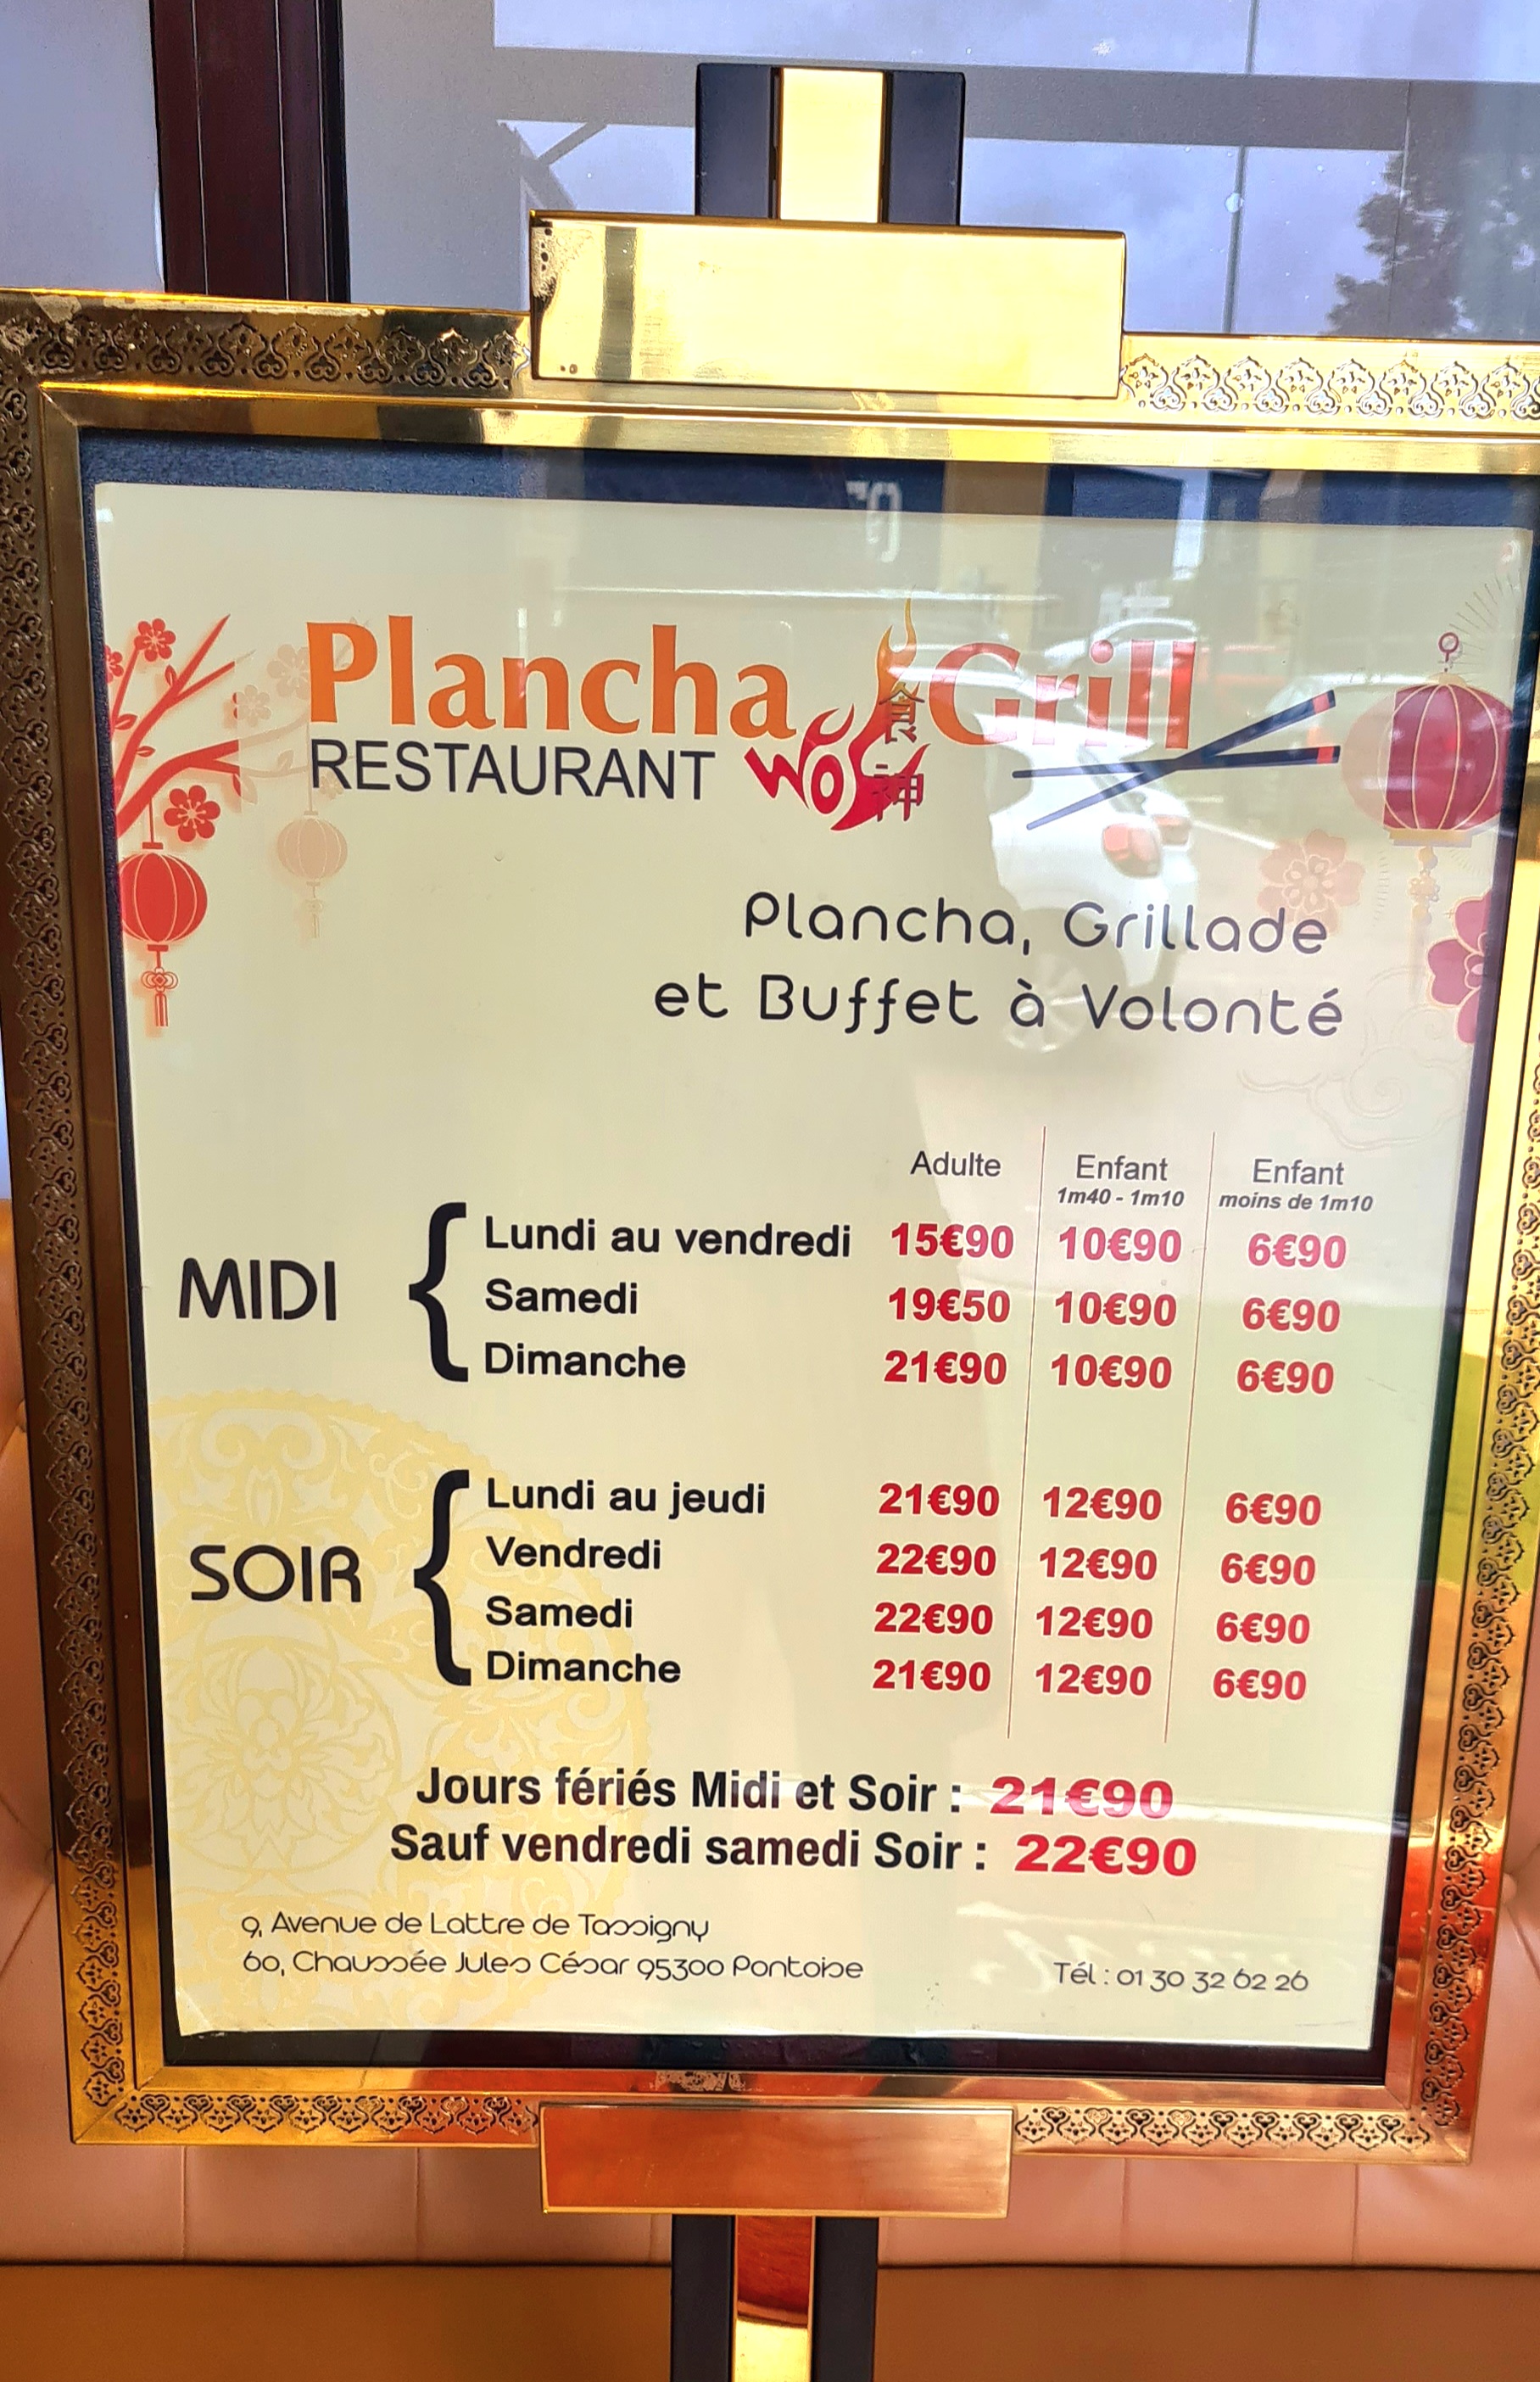 Plancha Grill
RESTAURANT WOK 食神
Plancha, Grillade
et Buffet à Volonté
Adulte Enfant Enfant
1m40 - 1m10 moins de 1m10
MIDI
Lundi au vendredi 15€90 10€90 6€90
Samedi 19€50 10€90 6€90
Dimanche 21€90 10€90 6€90
SOIR
Lundi au jeudi 21€90 12€90 6€90
Vendredi 22€90 12€90 6€90
Samedi 22€90 12€90 6€90
Dimanche 21€90 12€90 6€90
Jours fériés Midi et Soir : 21€90
Sauf vendredi samedi Soir : 22€90
9, Avenue de Lattre de Tassigny
60, Chaussée Jules César 95300 Pontoise
Tél : 01 30 32 62 26